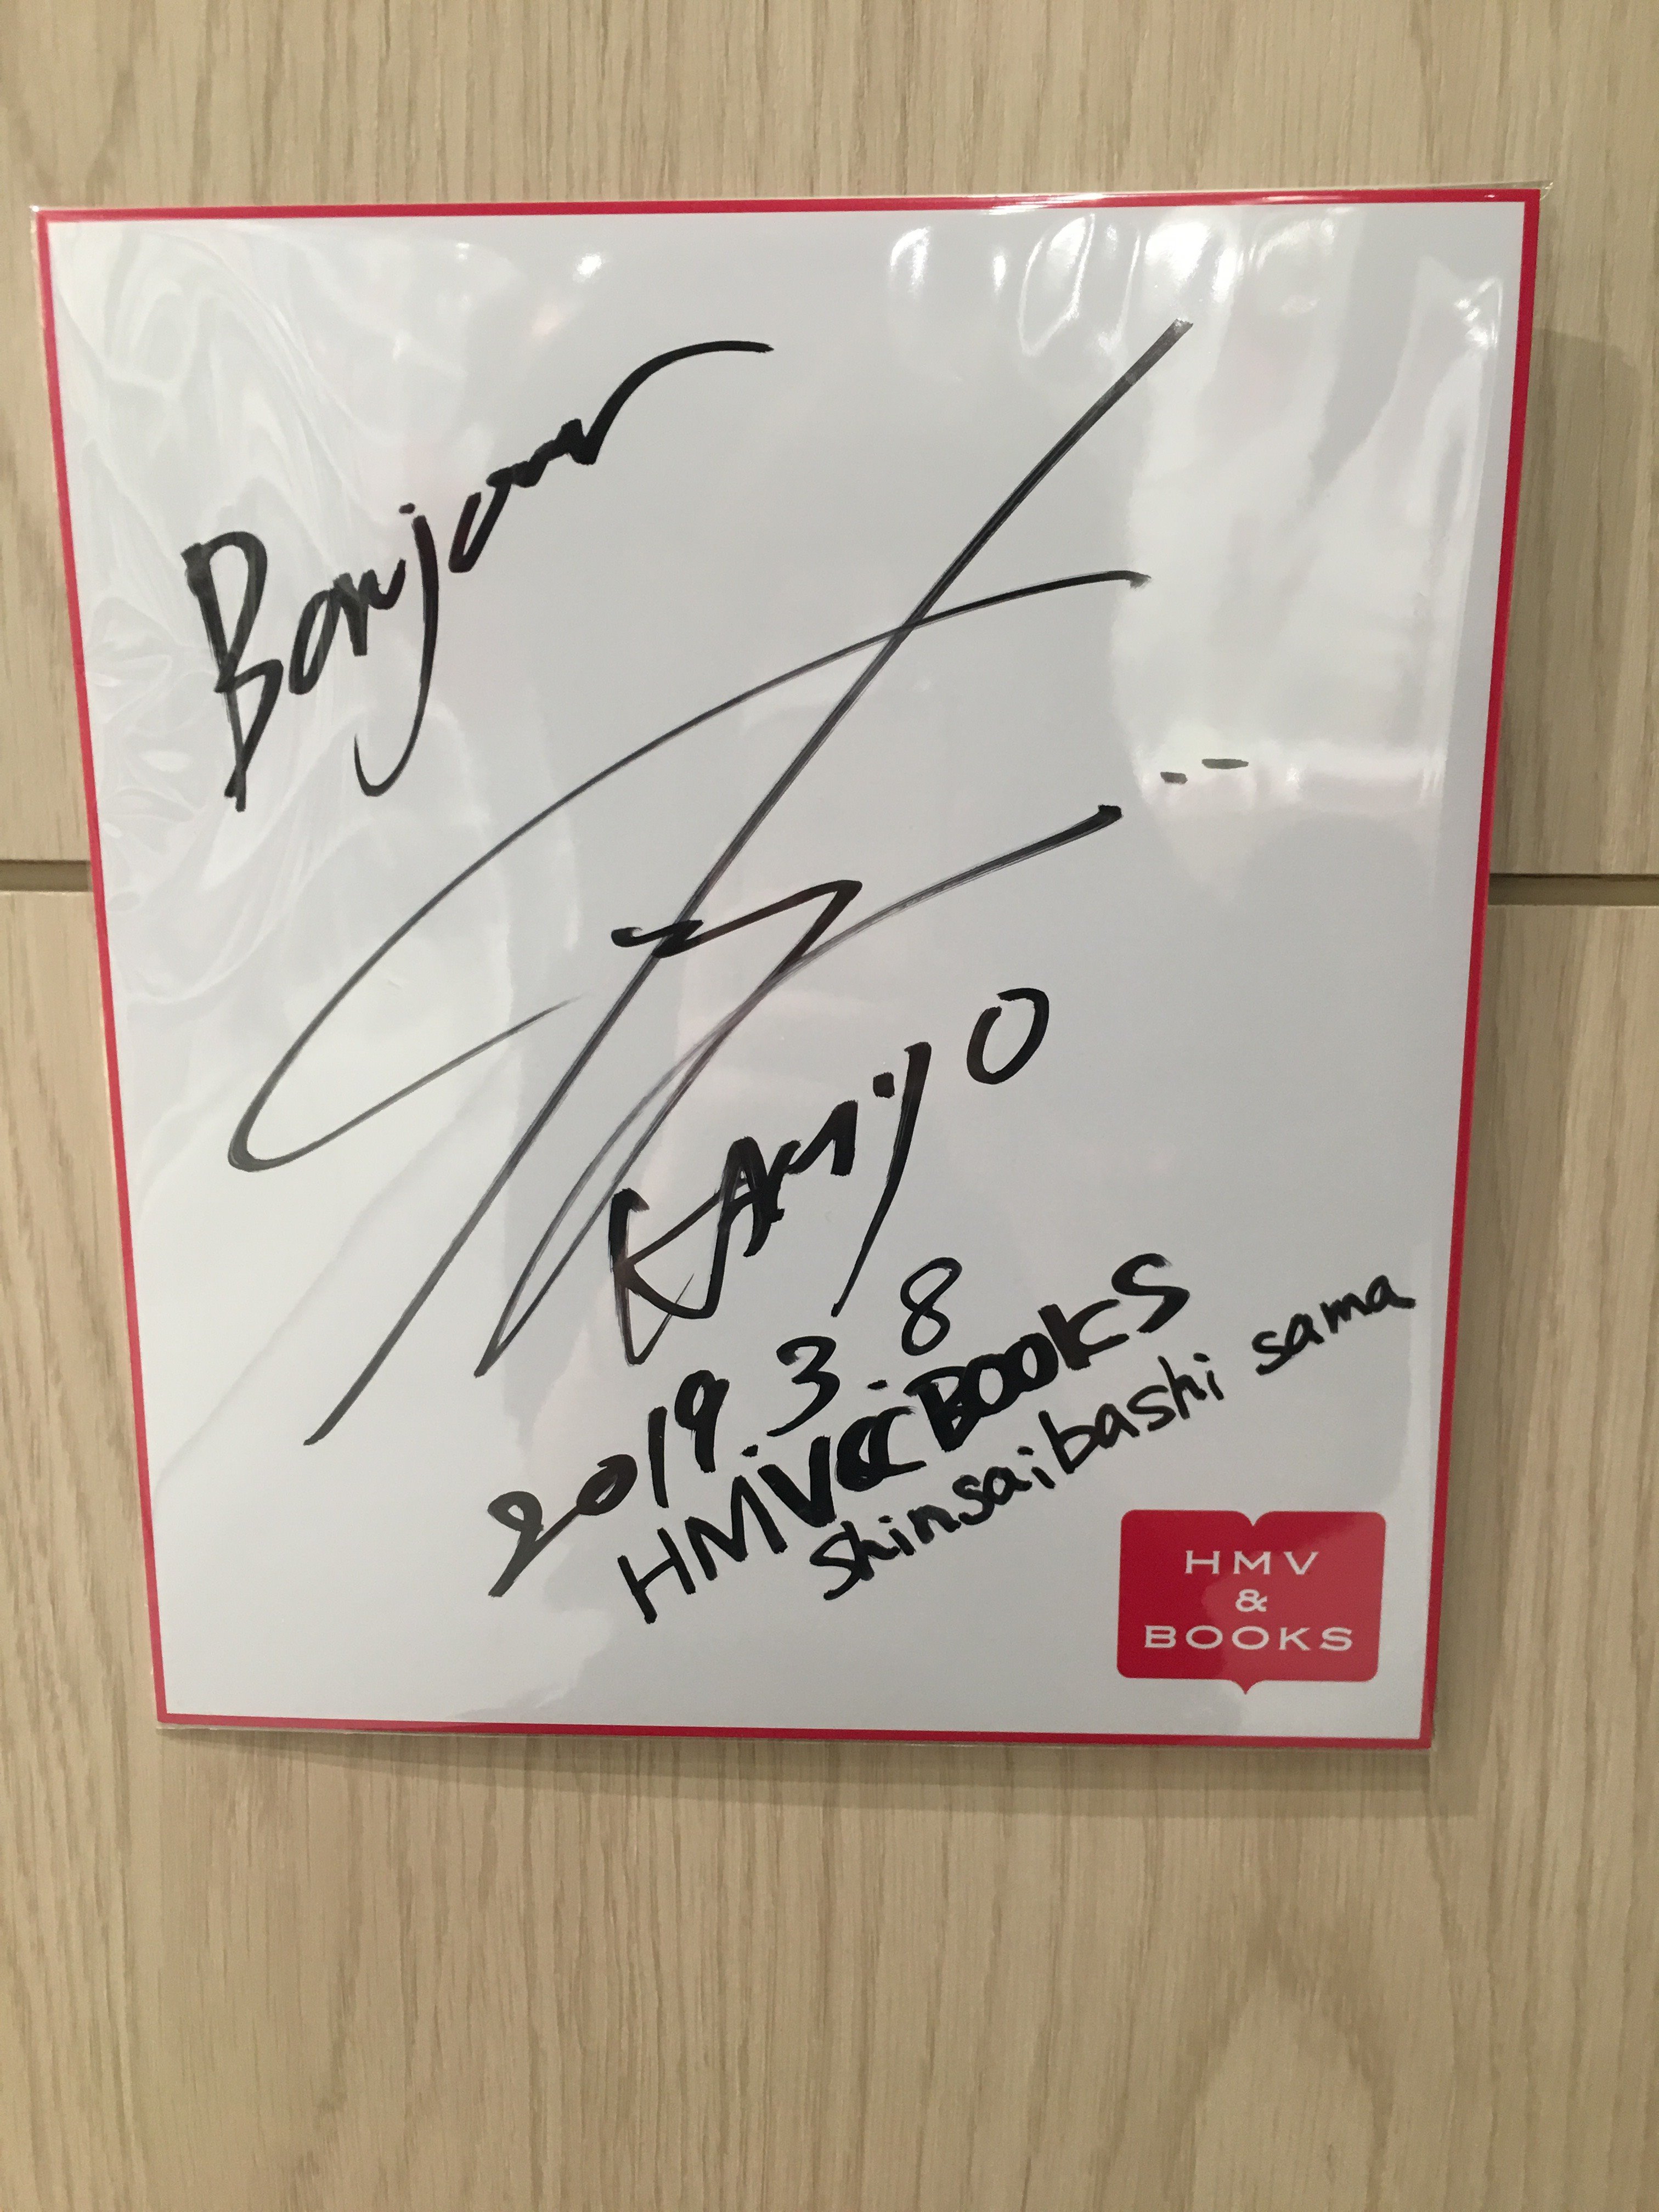 Bonjour
KAMIJO
2019.3.8
HMV&BOOKS
shinsaibashi sama
HMV
&
BOOKS